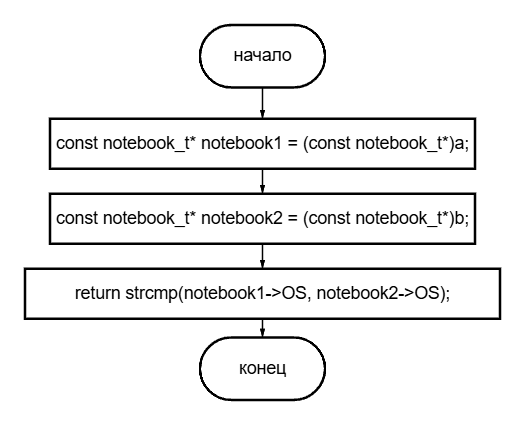 начало
const notebook_t* notebook1 = (const notebook_t*)a;
const notebook_t* notebook2 = (const notebook_t*)b;
return strcmp(notebook1->OS, notebook2->OS);
конец